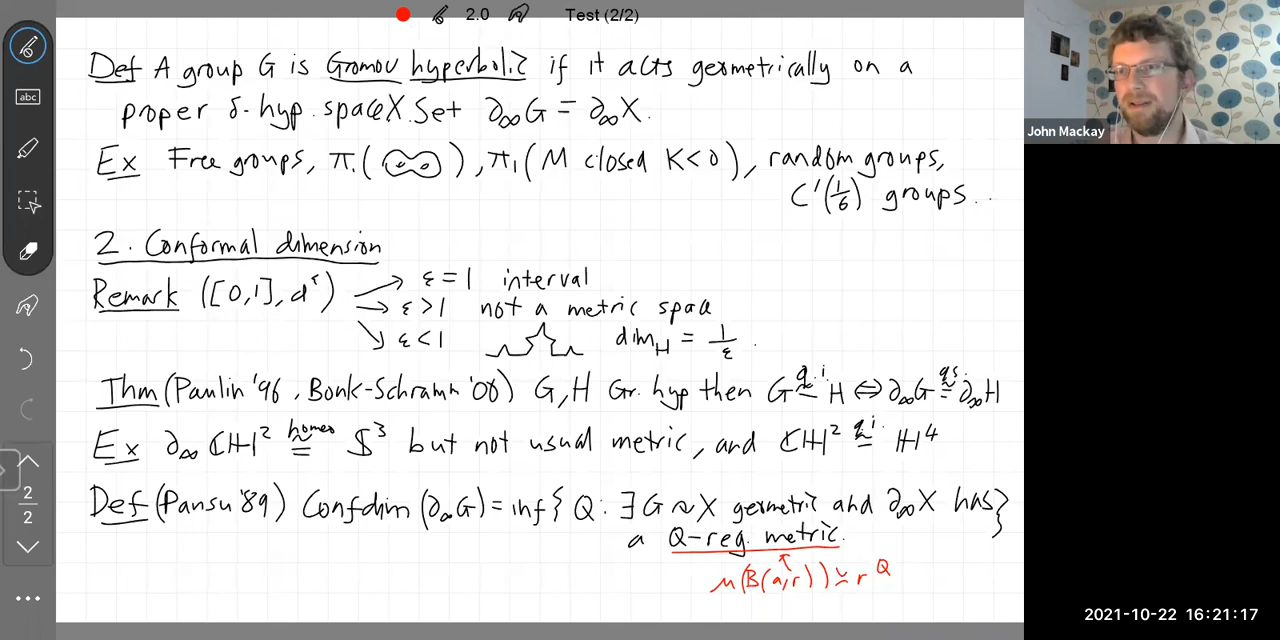 2.0 Test (2/2)
abc
Def A group G is Gromov hyperbolic if it acts geometrically on a
proper δ-hyp. space X. Set ∂∞G = ∂∞X.
Ex Free groups, π₁( ), π₁(M closed K<0), random groups,
C'(1/6) groups ...
2. Conformal dimension
Remark ([0,1], d^ε) → ε = 1 interval
→ ε > 1 not a metric space
↘ ε < 1 dim_H = 1/ε.
Thm (Paulin '96, Bonk-Schramm '00) G, H Gr. hyp then G ≅^{q.i.} H ⇔ ∂∞G ≅^{qs.} ∂∞H
Ex ∂∞ ℂH² ≅^{homeo} S³ but not usual metric, and ℂH² ≅^{q.i.} H⁴
Def (Pansu '89) Confdim (∂∞G) = inf { Q : ∃ G ↷ X geometric and ∂∞X has }
a Q-reg. metric.
μ(B(a,r)) ≍ r^Q
2
2
John Mackay
2021-10-22 16:21:17